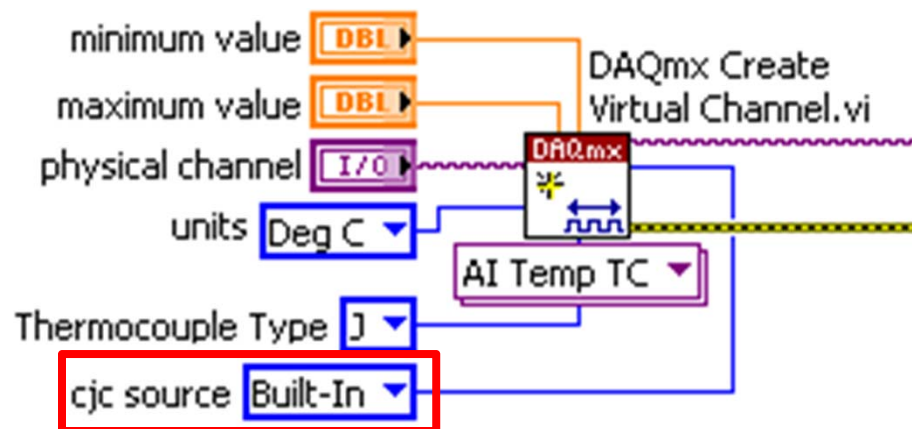 minimum value DBL
maximum value DBL
DAQmx Create
Virtual Channel.vi
physical channel I/O
DAQmx
units Deg C
AI Temp TC
Thermocouple Type J
cjc source Built-In